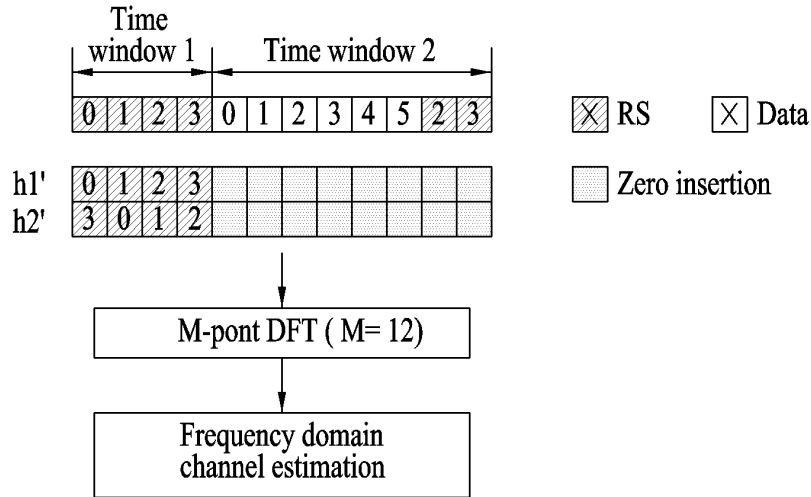 Time
window 1
Time window 2
0 1 2 3 0 1 2 3 4 5 2 3
X RS
X Data
h1' 0 1 2 3
Zero insertion
h2' 3 0 1 2
M-pont DFT ( M= 12)
Frequency domain
channel estimation